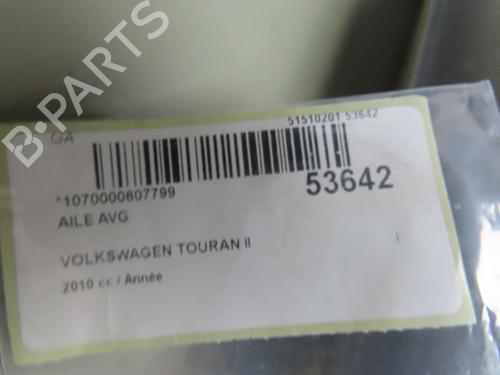 B-PARTS
GA
51510201 53642
*1070000607799
53642
AILE AVG
VOLKSWAGEN TOURAN II
2010 cc / Année
)